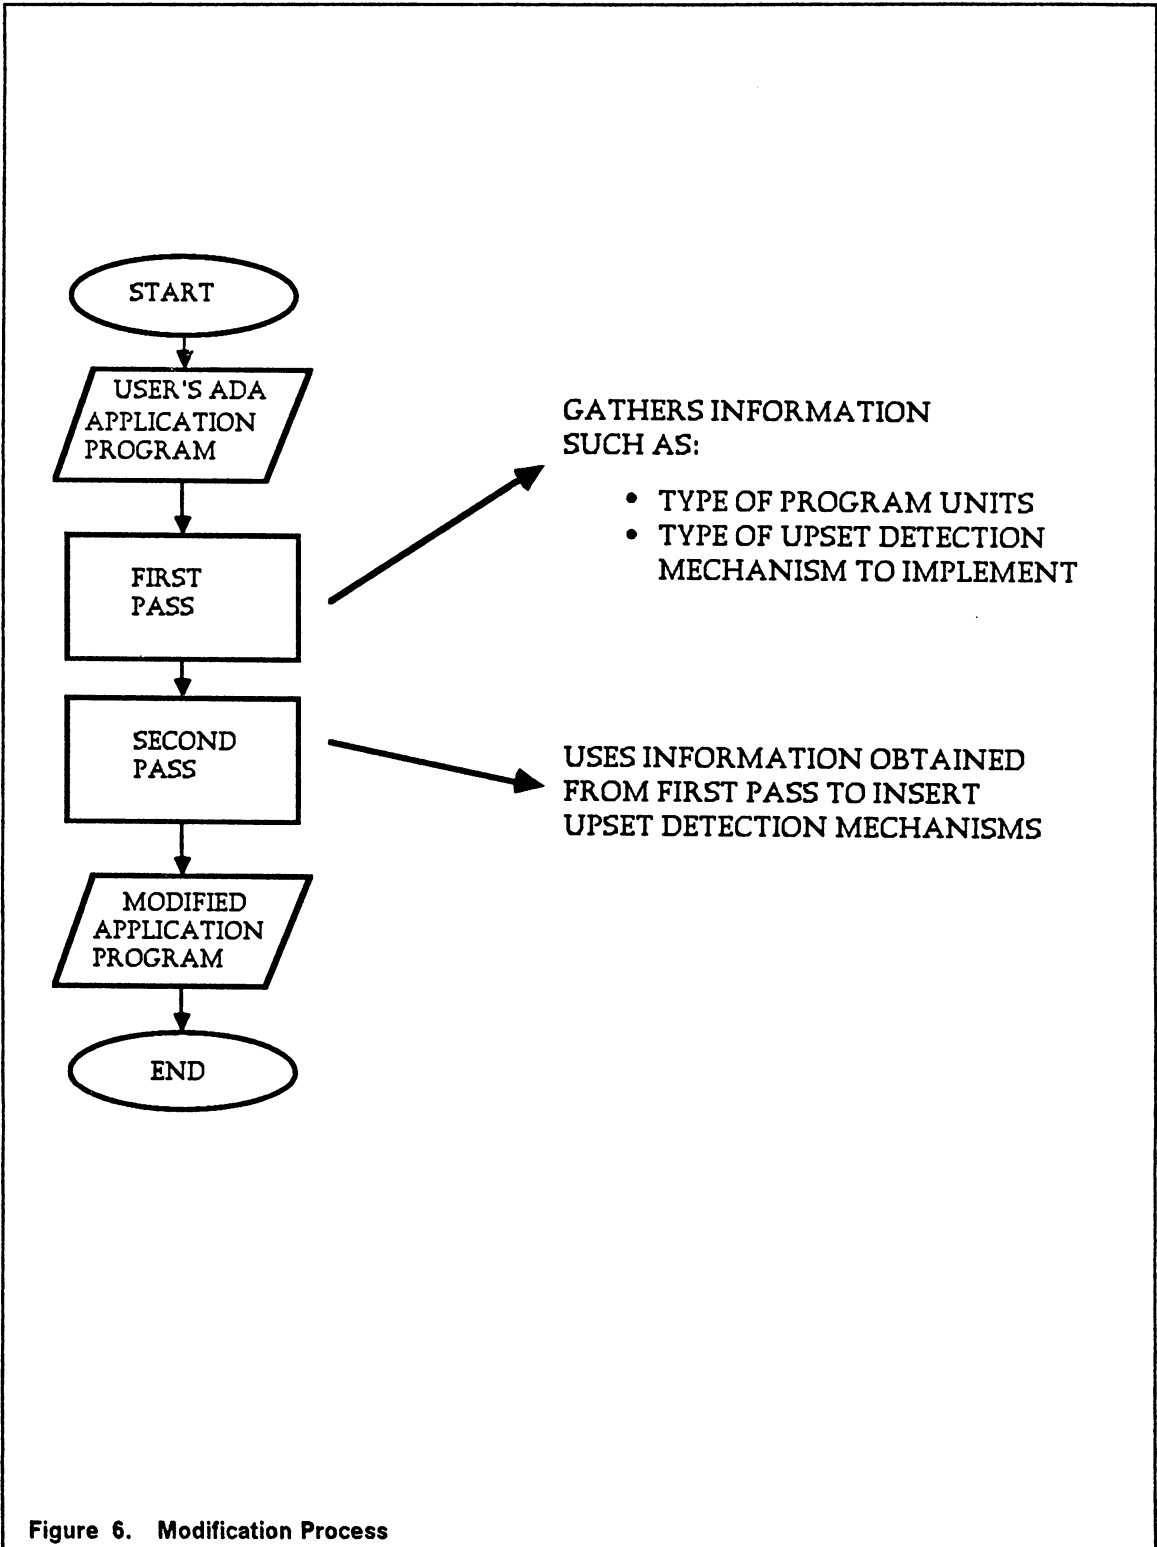 START
USER'S ADA
APPLICATION
PROGRAM
FIRST
PASS
GATHERS INFORMATION
SUCH AS:
• TYPE OF PROGRAM UNITS
• TYPE OF UPSET DETECTION
MECHANISM TO IMPLEMENT
SECOND
PASS
USES INFORMATION OBTAINED
FROM FIRST PASS TO INSERT
UPSET DETECTION MECHANISMS
MODIFIED
APPLICATION
PROGRAM
END
Figure 6. Modification Process